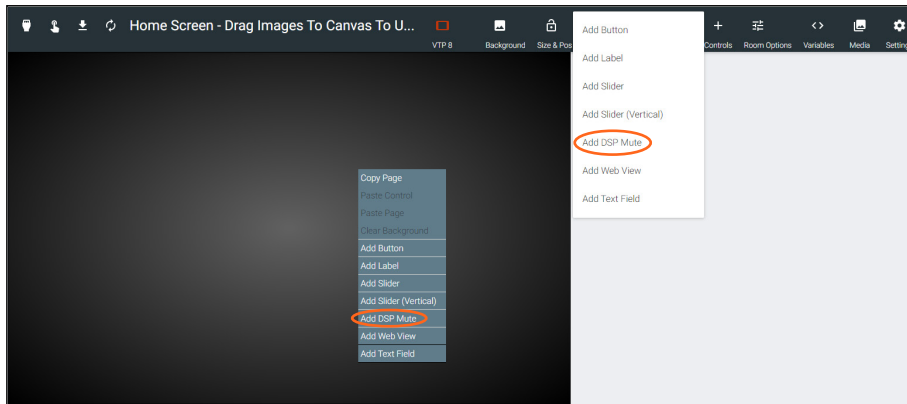 Home Screen - Drag Images To Canvas To U...
VTP 8
Background
Size & Pos
Controls
Room Options
Variables
Media
Setting
Add Button
Add Label
Add Slider
Add Slider (Vertical)
Add DSP Mute
Add Web View
Add Text Field
Copy Page
Paste Control
Paste Page
Clear Background
Add Button
Add Label
Add Slider
Add Slider (Vertical)
Add DSP Mute
Add Web View
Add Text Field